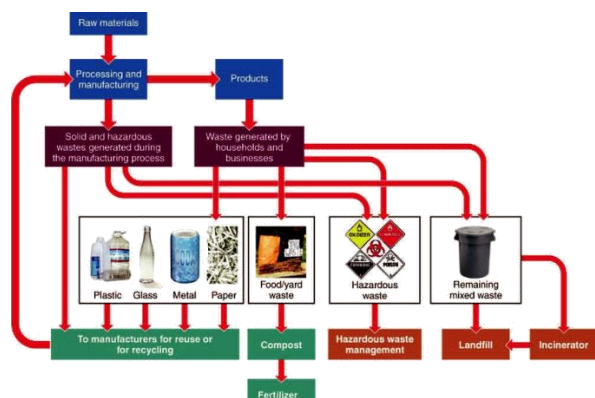 Raw materials
Processing and
manufacturing
Products
Solid and hazardous
wastes generated during
the manufacturing process
Waste generated by
households and
businesses
Plastic
Glass
Metal
Paper
Food/yard
waste
OXIDIZER
POISON
Hazardous
waste
Remaining
mixed waste
To manufacturers for reuse or
for recycling
Compost
Hazardous waste
management
Landfill
Incinerator
Fertilizer